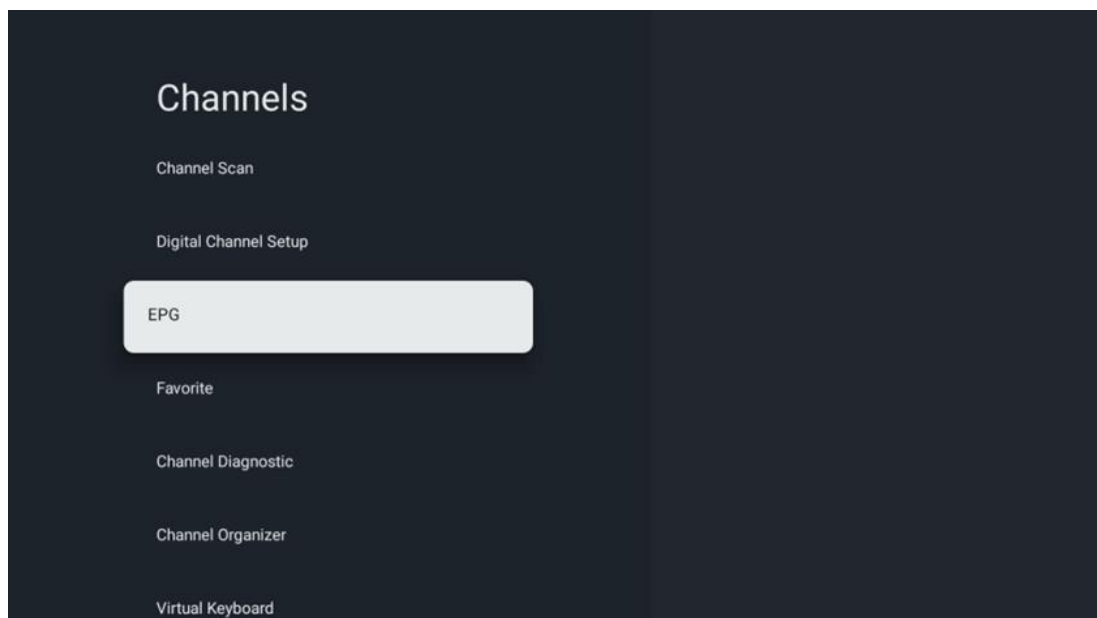 Channels
Channel Scan
Digital Channel Setup
EPG
Favorite
Channel Diagnostic
Channel Organizer
Virtual Keyboard